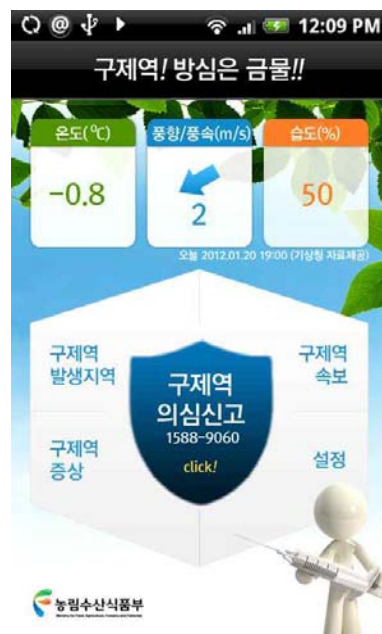 12:09 PM
구제역! 방심은 금물!!
온도(℃)
풍향/풍속(m/s)
습도(%)
-0.8
2
50
오늘 2012.01.20 19:00 (기상청 자료제공)
구제역
발생지역
구제역
속보
구제역
의심신고
1588-9060
click!
구제역
증상
설정
농림수산식품부